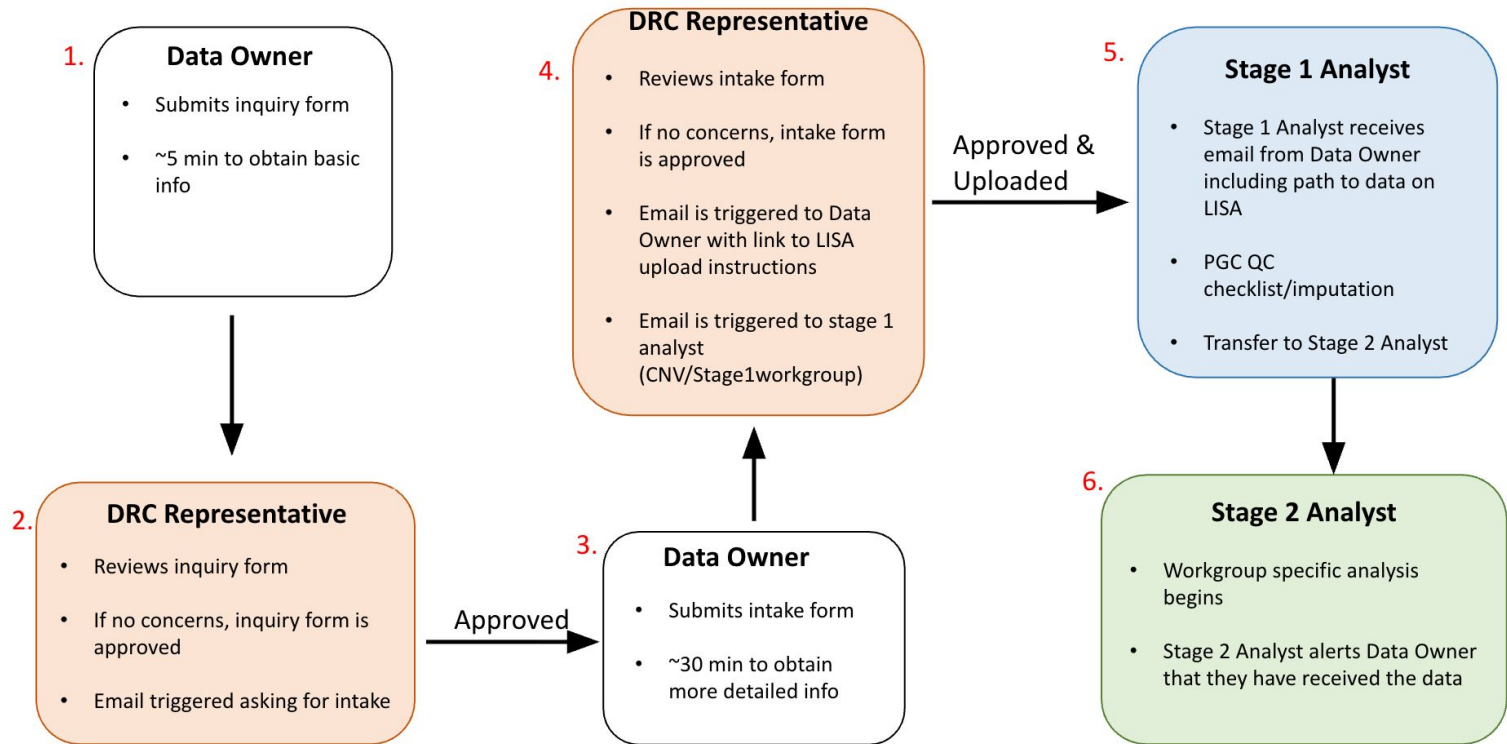 1.
Data Owner
• Submits inquiry form
• ~5 min to obtain basic
info
2.
DRC Representative
• Reviews inquiry form
• If no concerns, inquiry form is
approved
• Email triggered asking for intake
Approved
3.
Data Owner
• Submits intake form
• ~30 min to obtain
more detailed info
4.
DRC Representative
• Reviews intake form
• If no concerns, intake form
is approved
• Email is triggered to Data
Owner with link to LISA
upload instructions
• Email is triggered to stage 1
analyst
(CNV/Stage1workgroup)
Approved &
Uploaded
5.
Stage 1 Analyst
• Stage 1 Analyst receives
email from Data Owner
including path to data on
LISA
• PGC QC
checklist/imputation
• Transfer to Stage 2 Analyst
6.
Stage 2 Analyst
• Workgroup specific analysis
begins
• Stage 2 Analyst alerts Data Owner
that they have received the data